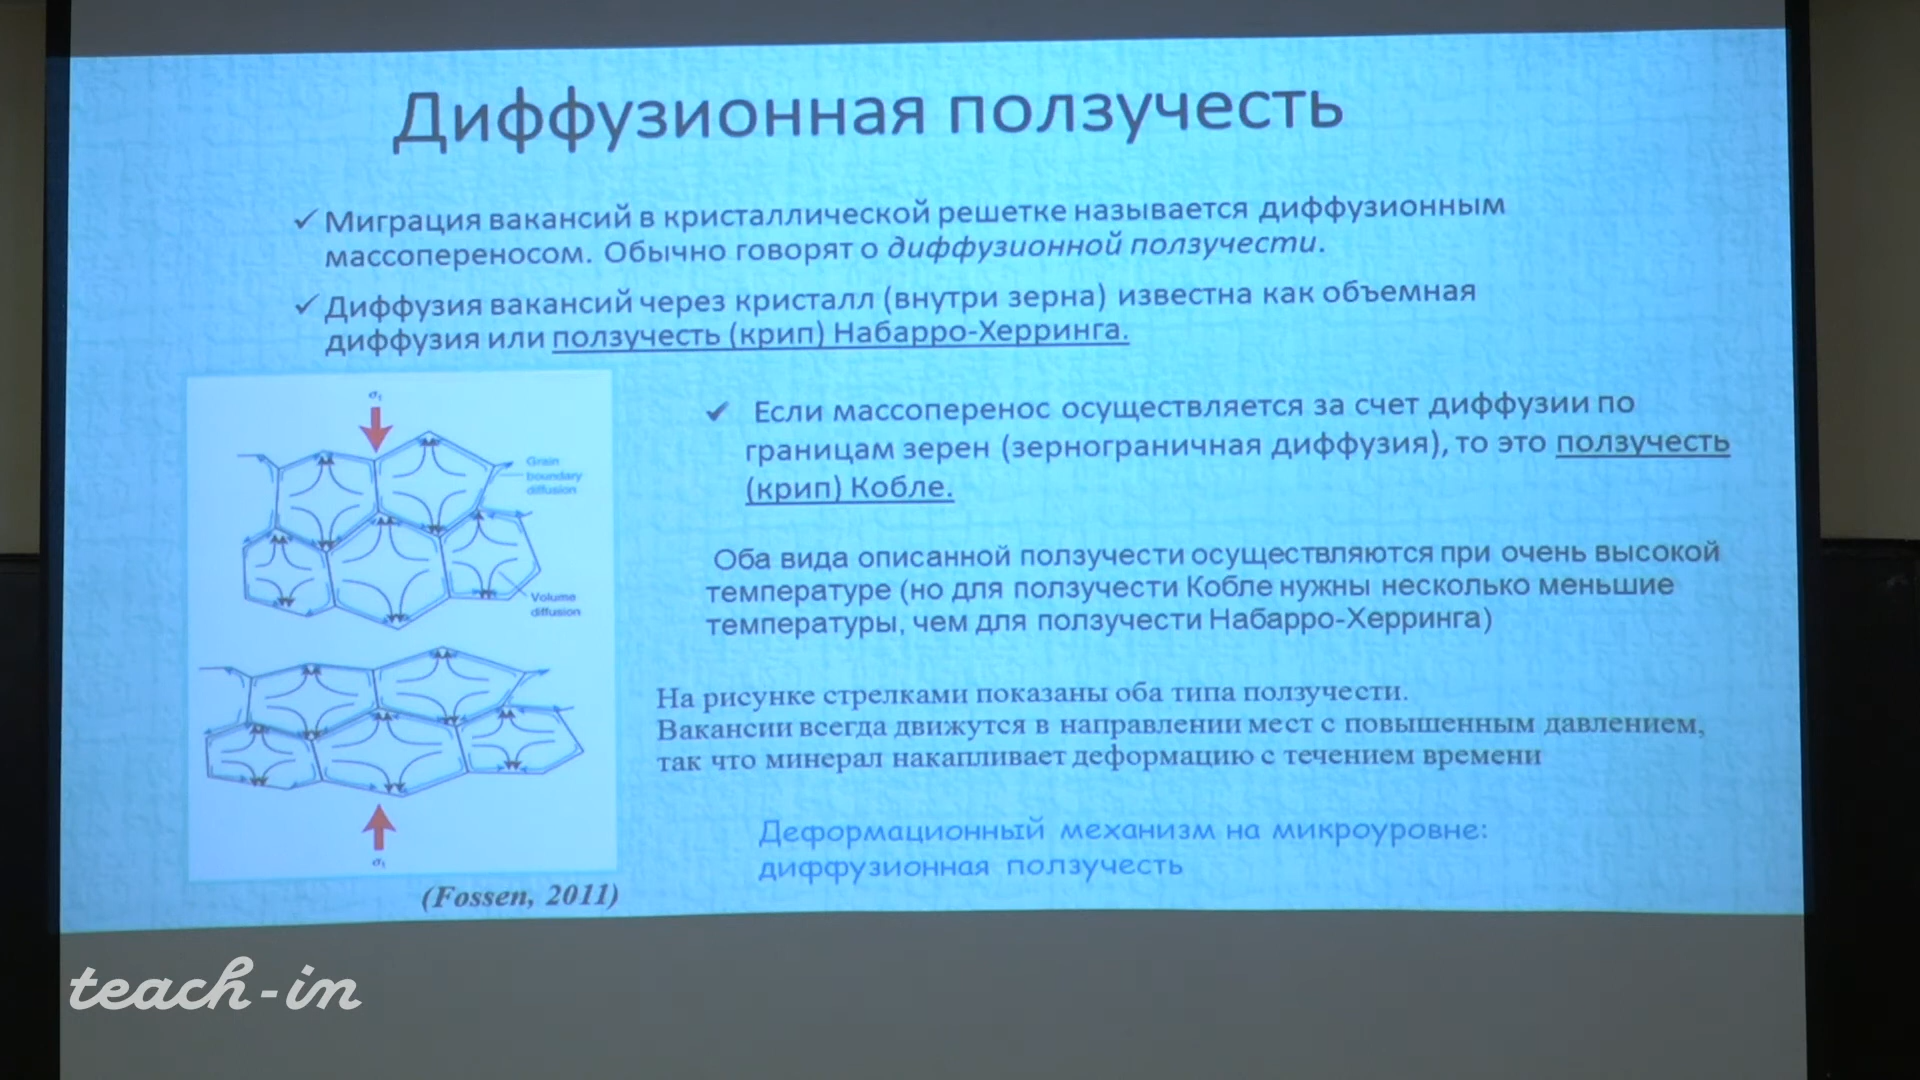 Диффузионная ползучесть
✓ Миграция вакансий в кристаллической решетке называется диффузионным
массопереносом. Обычно говорят о диффузионной ползучести.
✓ Диффузия вакансий через кристалл (внутри зерна) известна как объемная
диффузия или ползучесть (крип) Набарро-Херринга.
σ₁
Grain
boundary
diffusion
Volume
diffusion
σ₁
(Fossen, 2011)
✓ Если массоперенос осуществляется за счет диффузии по
границам зерен (зернограничная диффузия), то это ползучесть
(крип) Кобле.
Оба вида описанной ползучести осуществляются при очень высокой
температуре (но для ползучести Кобле нужны несколько меньшие
температуры, чем для ползучести Набарро-Херринга)
На рисунке стрелками показаны оба типа ползучести.
Вакансии всегда движутся в направлении мест с повышенным давлением,
так что минерал накапливает деформацию с течением времени
Деформационный механизм на микроуровне:
диффузионная ползучесть
teach-in